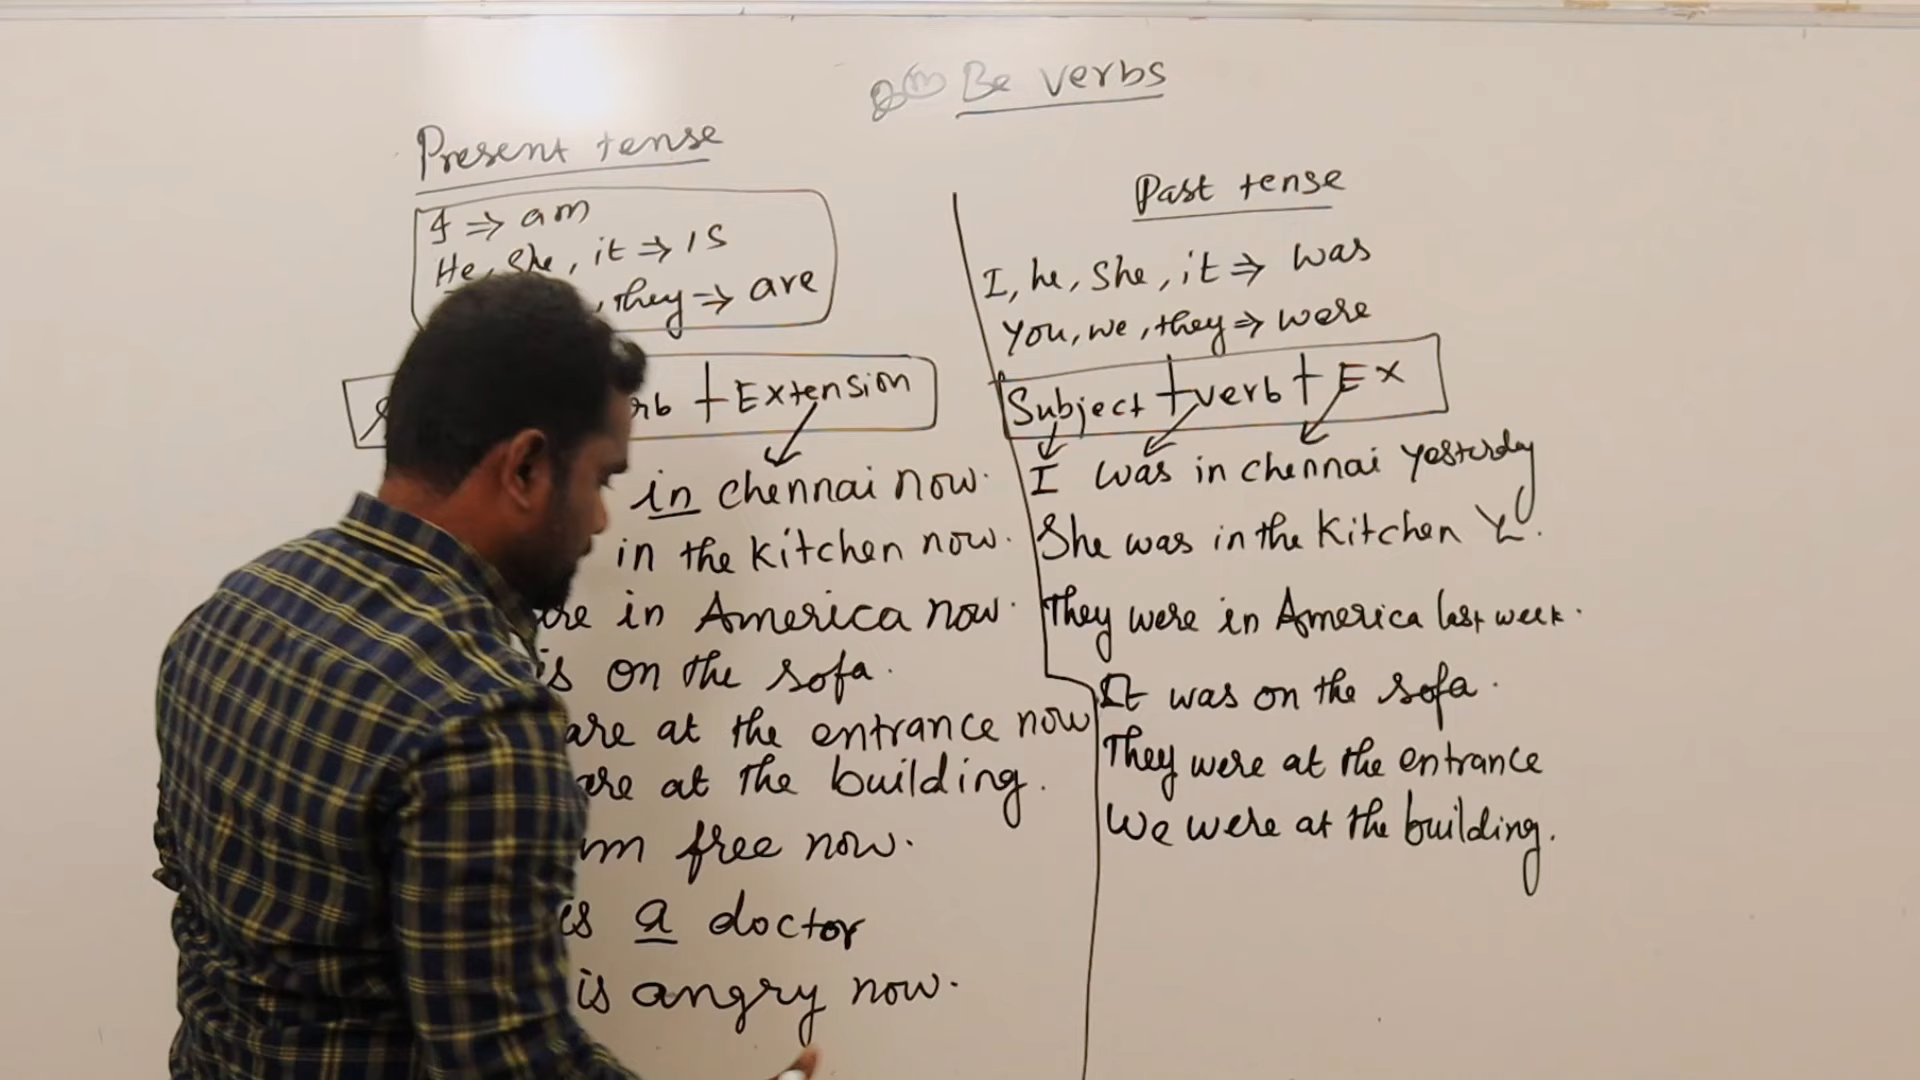 Be verbs
Present tense
I => am
He, She, it => is
, they => are
rb + Extension
in chennai now.
in the kitchen now.
are in America now.
is on the sofa.
are at the entrance now
are at the building.
am free now.
is a doctor
is angry now.
Past tense
I, he, She, it => was
You, we, they => were
Subject + verb + Ex
I was in chennai yesterday
She was in the kitchen Y.
They were in America last week.
It was on the sofa.
They were at the entrance
We were at the building.